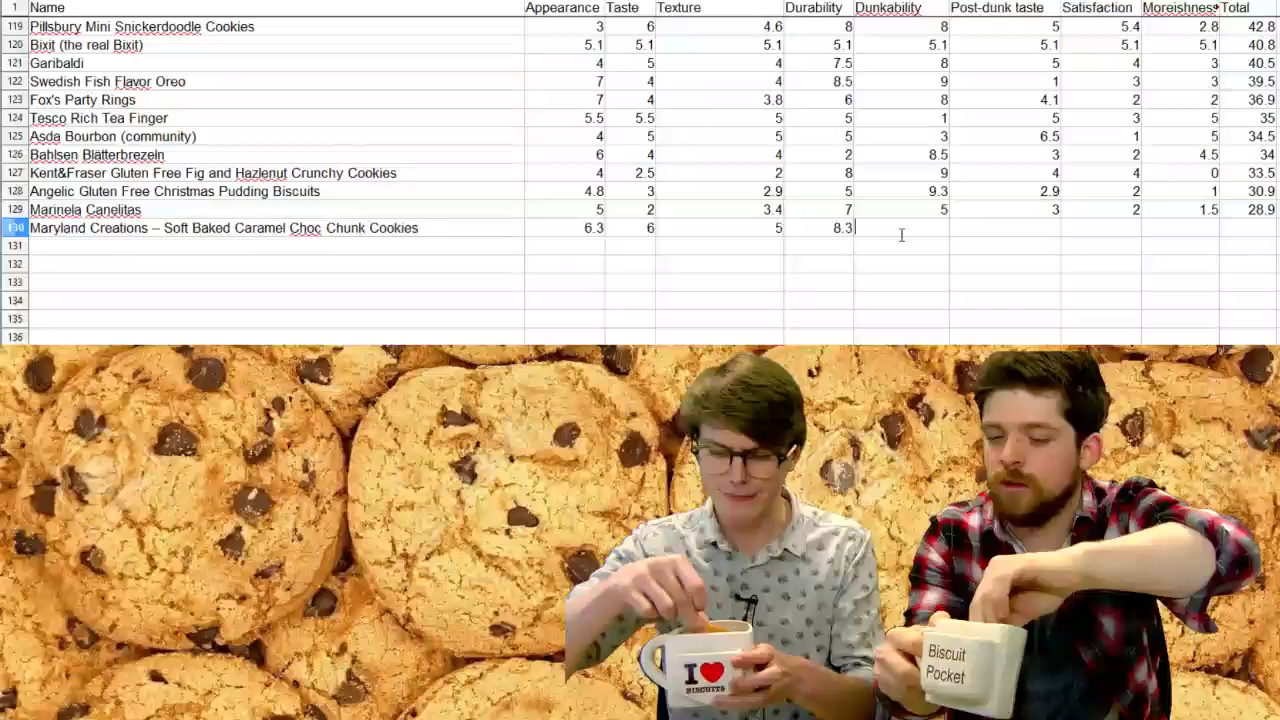 1 Name Appearance Taste Texture Durability Dunkability Post-dunk taste Satisfaction Moreishnes Total
119 Pillsbury Mini Snickerdoodle Cookies 3 6 4.6 8 8 5 5.4 2.8 42.8
120 Bixit (the real Bixit) 5.1 5.1 5.1 5.1 5.1 5.1 5.1 5.1 40.8
121 Garibaldi 4 5 4 7.5 8 5 4 3 40.5
122 Swedish Fish Flavor Oreo 7 4 4 8.5 9 1 3 3 39.5
123 Fox's Party Rings 7 4 3.8 6 8 4.1 2 2 36.9
124 Tesco Rich Tea Finger 5.5 5.5 5 5 1 5 3 5 35
125 Asda Bourbon (community) 4 5 5 5 3 6.5 1 5 34.5
126 Bahlsen Blätterbrezeln 6 4 4 2 8.5 3 2 4.5 34
127 Kent&Fraser Gluten Free Fig and Hazlenut Crunchy Cookies 4 2.5 2 8 9 4 4 0 33.5
128 Angelic Gluten Free Christmas Pudding Biscuits 4.8 3 2.9 5 9.3 2.9 2 1 30.9
129 Marinela Canelitas 5 2 3.4 7 5 3 2 1.5 28.9
130 Maryland Creations – Soft Baked Caramel Choc Chunk Cookies 6.3 6 5 8.3
131
132
133
134
135
136
I ❤ BISCUITS
Biscuit
Pocket